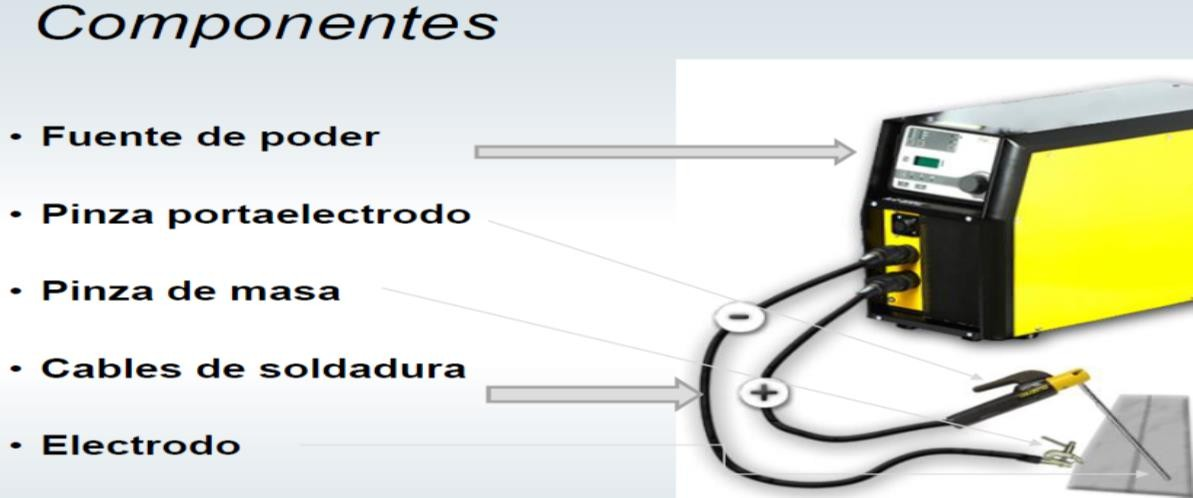 Componentes
• Fuente de poder
• Pinza portaelectrodo
• Pinza de masa
• Cables de soldadura
• Electrodo
-
+